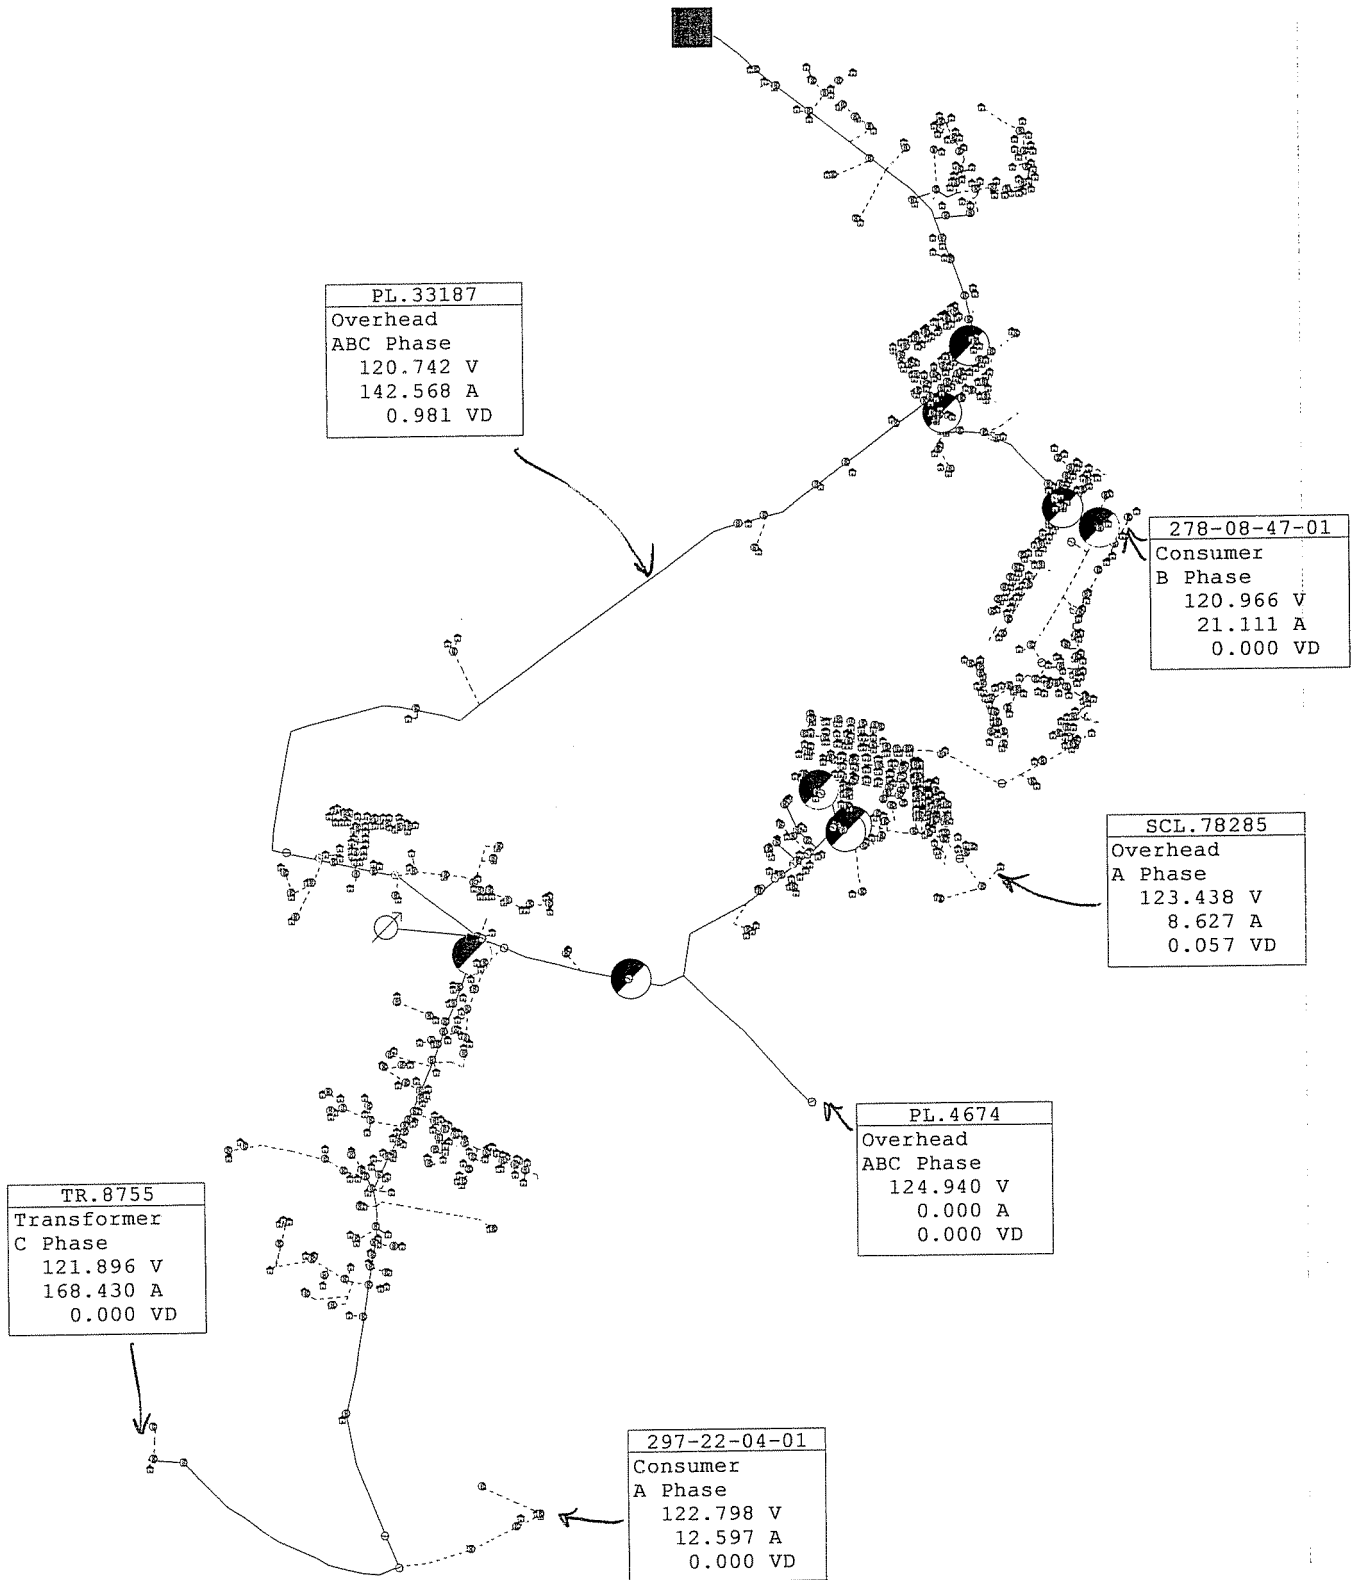 PL.33187
Overhead
ABC Phase
120.742 V
142.568 A
0.981 VD
278-08-47-01
Consumer
B Phase
120.966 V
21.111 A
0.000 VD
SCL.78285
Overhead
A Phase
123.438 V
8.627 A
0.057 VD
PL.4674
Overhead
ABC Phase
124.940 V
0.000 A
0.000 VD
TR.8755
Transformer
C Phase
121.896 V
168.430 A
0.000 VD
297-22-04-01
Consumer
A Phase
122.798 V
12.597 A
0.000 VD